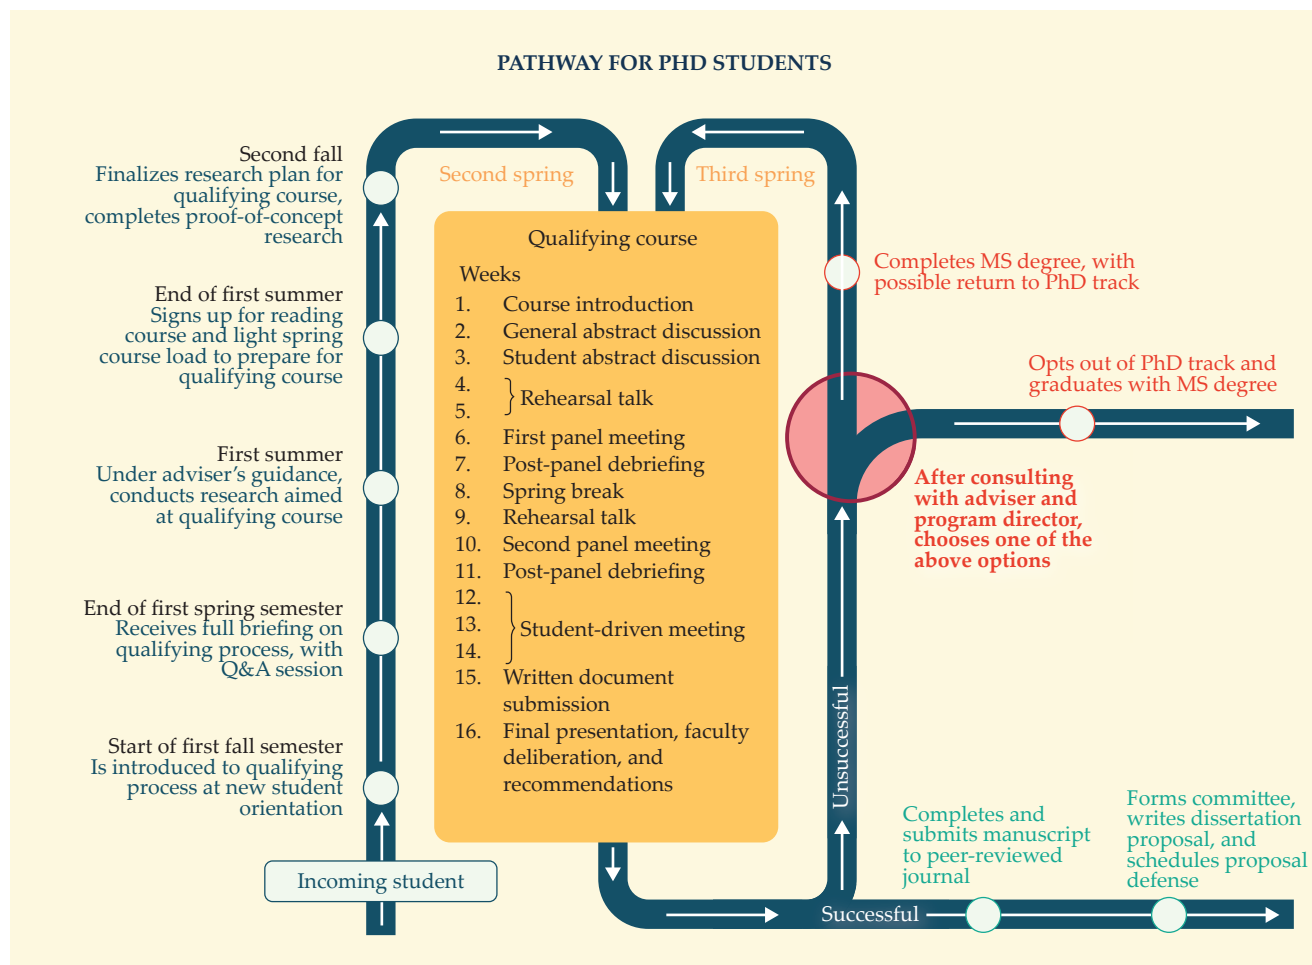 PATHWAY FOR PHD STUDENTS
Second fall
Finalizes research plan for
qualifying course,
completes proof-of-concept
research
End of first summer
Signs up for reading
course and light spring
course load to prepare for
qualifying course
First summer
Under adviser’s guidance,
conducts research aimed
at qualifying course
End of first spring semester
Receives full briefing on
qualifying process, with
Q&A session
Start of first fall semester
Is introduced to qualifying
process at new student
orientation
Incoming student
Second spring
Third spring
Qualifying course
Weeks
1. Course introduction
2. General abstract discussion
3. Student abstract discussion
4.
Rehearsal talk
5.
6. First panel meeting
7. Post-panel debriefing
8. Spring break
9. Rehearsal talk
10. Second panel meeting
11. Post-panel debriefing
12.
13. Student-driven meeting
14.
15. Written document
submission
16. Final presentation, faculty
deliberation, and
recommendations
Completes MS degree, with
possible return to PhD track
Opts out of PhD track and
graduates with MS degree
After consulting
with adviser and
program director,
chooses one of the
above options
Unsuccessful
Successful
Completes and
submits manuscript
to peer-reviewed
journal
Forms committee,
writes dissertation
proposal, and
schedules proposal
defense